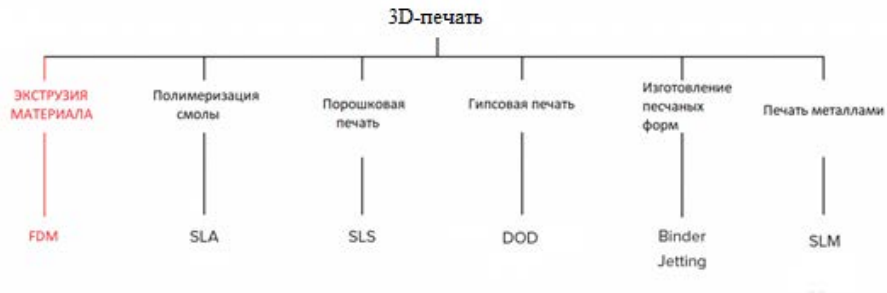 3D-печать
ЭКСТРУЗИЯ
МАТЕРИАЛА
Полимеризация
смолы
Порошковая
печать
Гипсовая печать
Изготовление
песчаных
форм
Печать металлами
FDM
SLA
SLS
DOD
Binder
Jetting
SLM